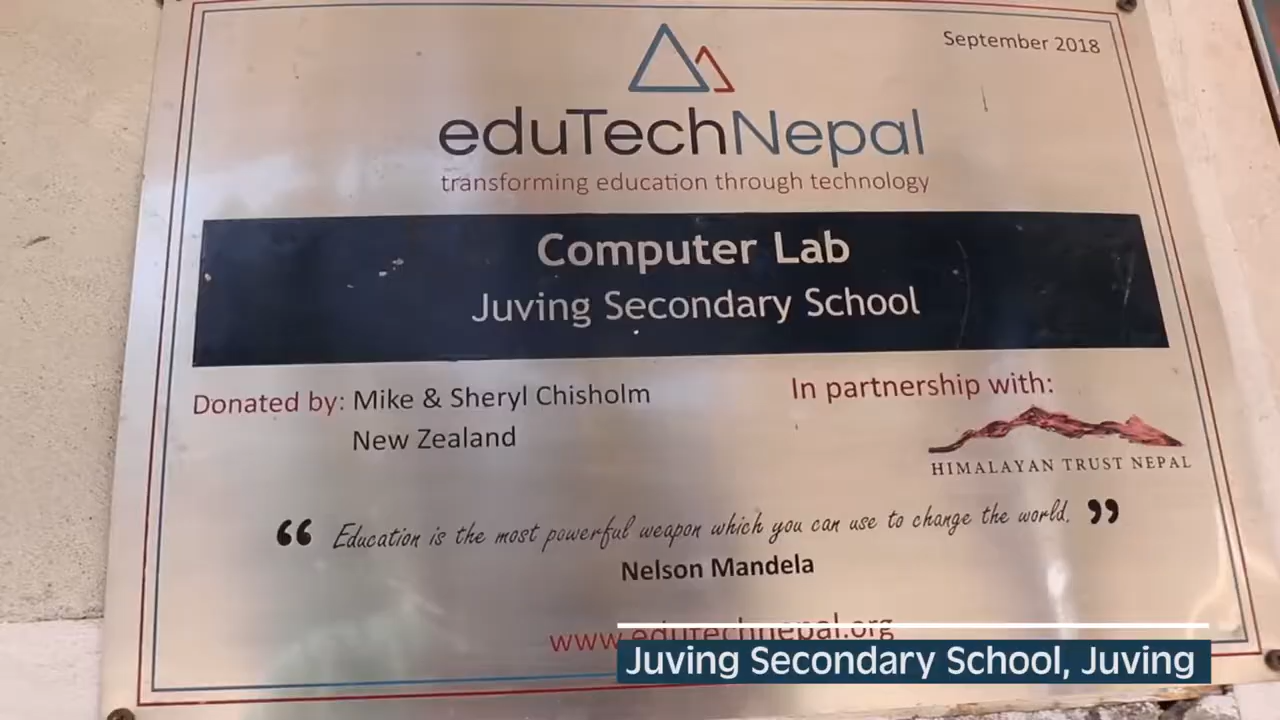 September 2018
eduTechNepal
transforming education through technology
Computer Lab
Juving Secondary School
Donated by: Mike & Sheryl Chisholm
New Zealand
In partnership with:
HIMALAYAN TRUST NEPAL
“ Education is the most powerful weapon which you can use to change the world. ”
Nelson Mandela
www.edutechnepal.org
Juving Secondary School, Juving